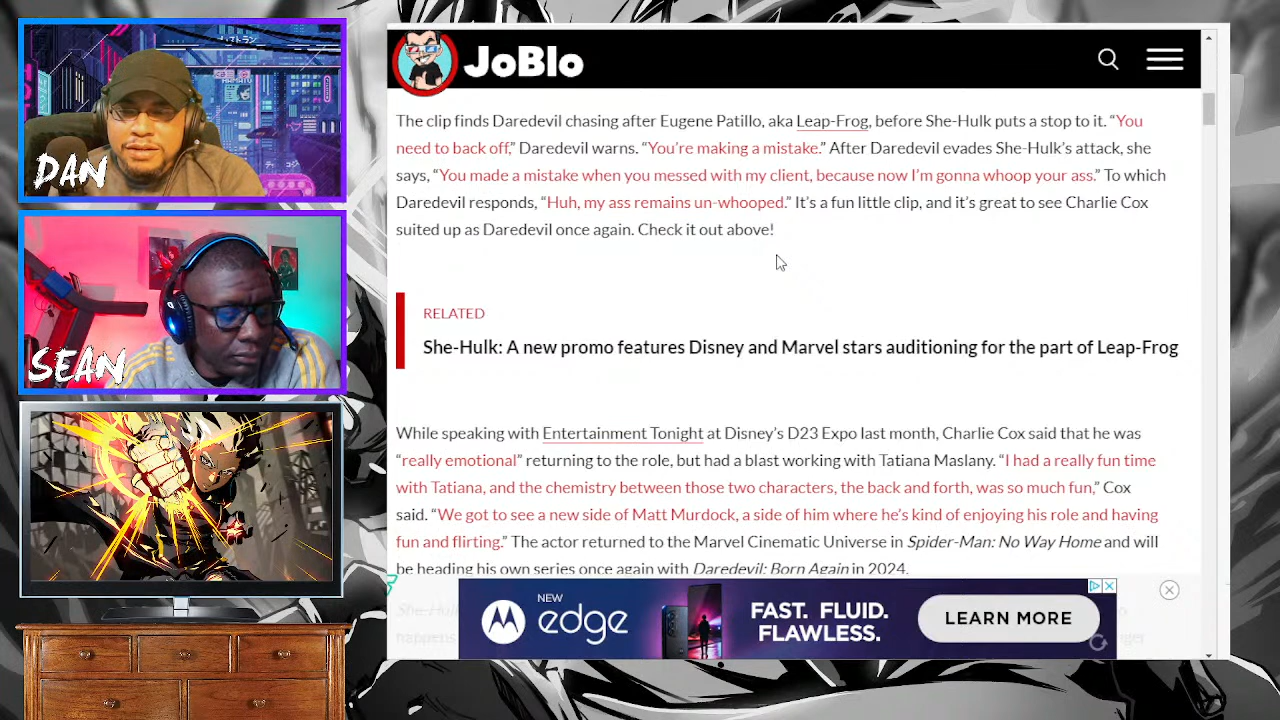 DAN
SEAN
JoBlo
The clip finds Daredevil chasing after Eugene Patillo, aka Leap-Frog, before She-Hulk puts a stop to it. “You
need to back off,” Daredevil warns. “You’re making a mistake.” After Daredevil evades She-Hulk’s attack, she
says, “You made a mistake when you messed with my client, because now I’m gonna whoop your ass.” To which
Daredevil responds, “Huh, my ass remains un-whooped.” It’s a fun little clip, and it’s great to see Charlie Cox
suited up as Daredevil once again. Check it out above!
RELATED
She-Hulk: A new promo features Disney and Marvel stars auditioning for the part of Leap-Frog
While speaking with Entertainment Tonight at Disney’s D23 Expo last month, Charlie Cox said that he was
“really emotional” returning to the role, but had a blast working with Tatiana Maslany. “I had a really fun time
with Tatiana, and the chemistry between those two characters, the back and forth, was so much fun,” Cox
said. “We got to see a new side of Matt Murdock, a side of him where he’s kind of enjoying his role and having
fun and flirting.” The actor returned to the Marvel Cinematic Universe in Spider-Man: No Way Home and will
be heading his own series once again with Daredevil: Born Again in 2024.
She-Hulk
happens
NEW
edge
FAST. FLUID.
FLAWLESS.
LEARN MORE